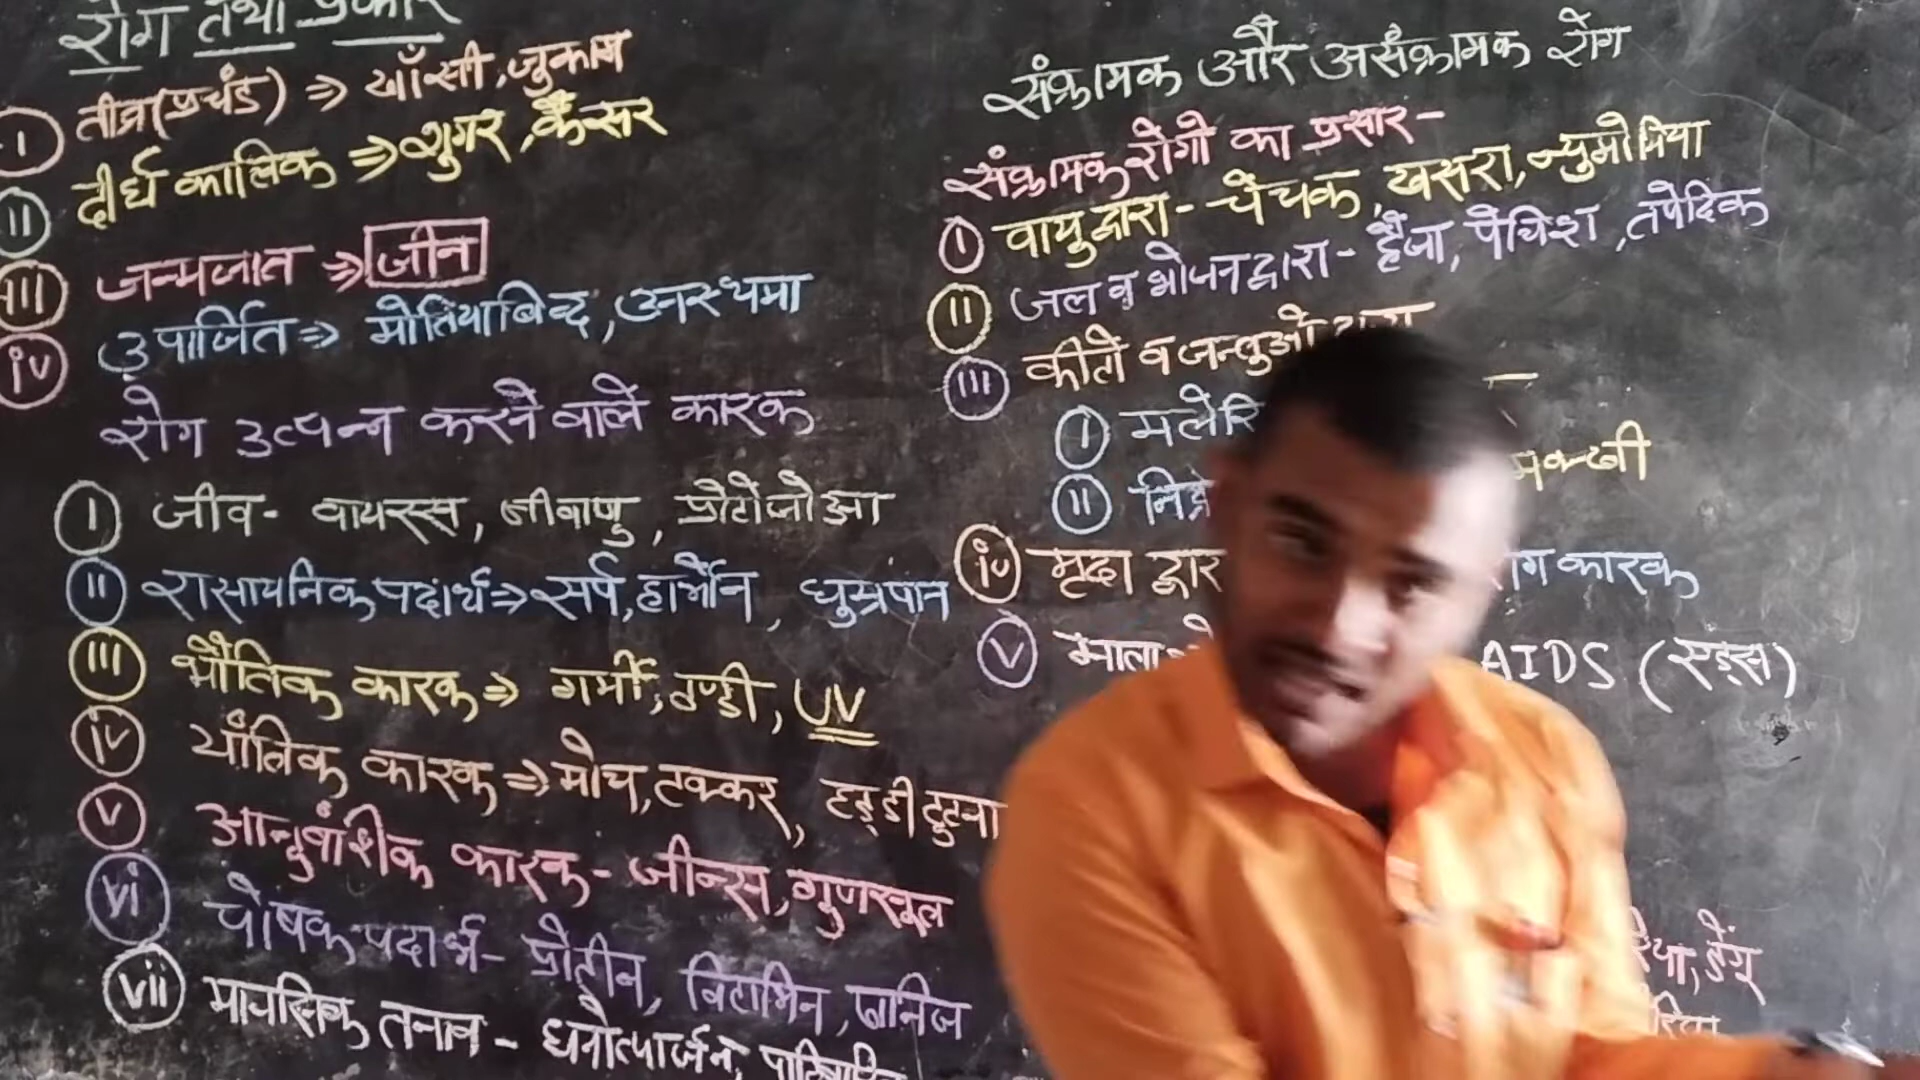 रोग तथा प्रकार
I तीव्र(प्रचंड) ⇒ खाँसी, जुकाम
II दीर्घ कालिक ⇒ शुगर, कैंसर
III जन्मजात ⇒ जीन
iv उपार्जित ⇒ मोतियाबिन्द, अस्थमा
रोग उत्पन्न करने वाले कारक
I जीव- वायरस, जीवाणु, प्रोटोजोआ
II रासायनिक पदार्थ ⇒ सर्प, हार्मोन, धुम्रपान
III भौतिक कारक ⇒ गर्मी, ठण्डी, UV
iv यांत्रिक कारक ⇒ मोच, टक्कर, हड्डी टुटना
v आनुवांशीक कारक- जीन्स, गुणसूत्र
vi पोषक पदार्थ- प्रोटीन, विटामिन, खनिज
vii मानसिक तनाव - धनोत्पार्जन,
संक्रामक और असंक्रामक रोग
संक्रामक रोगो का प्रसार-
I वायु द्वारा- चेचक, खसरा, न्युमोनिया
II जल व भोजन द्वारा- हैजा, पेचिश, तपेदिक
III कीटो व जन्तुओ
I मलेरि
II मक्खी
iv मृदा द्वार कारक
v माता AIDS (एड्स)
डेंगू